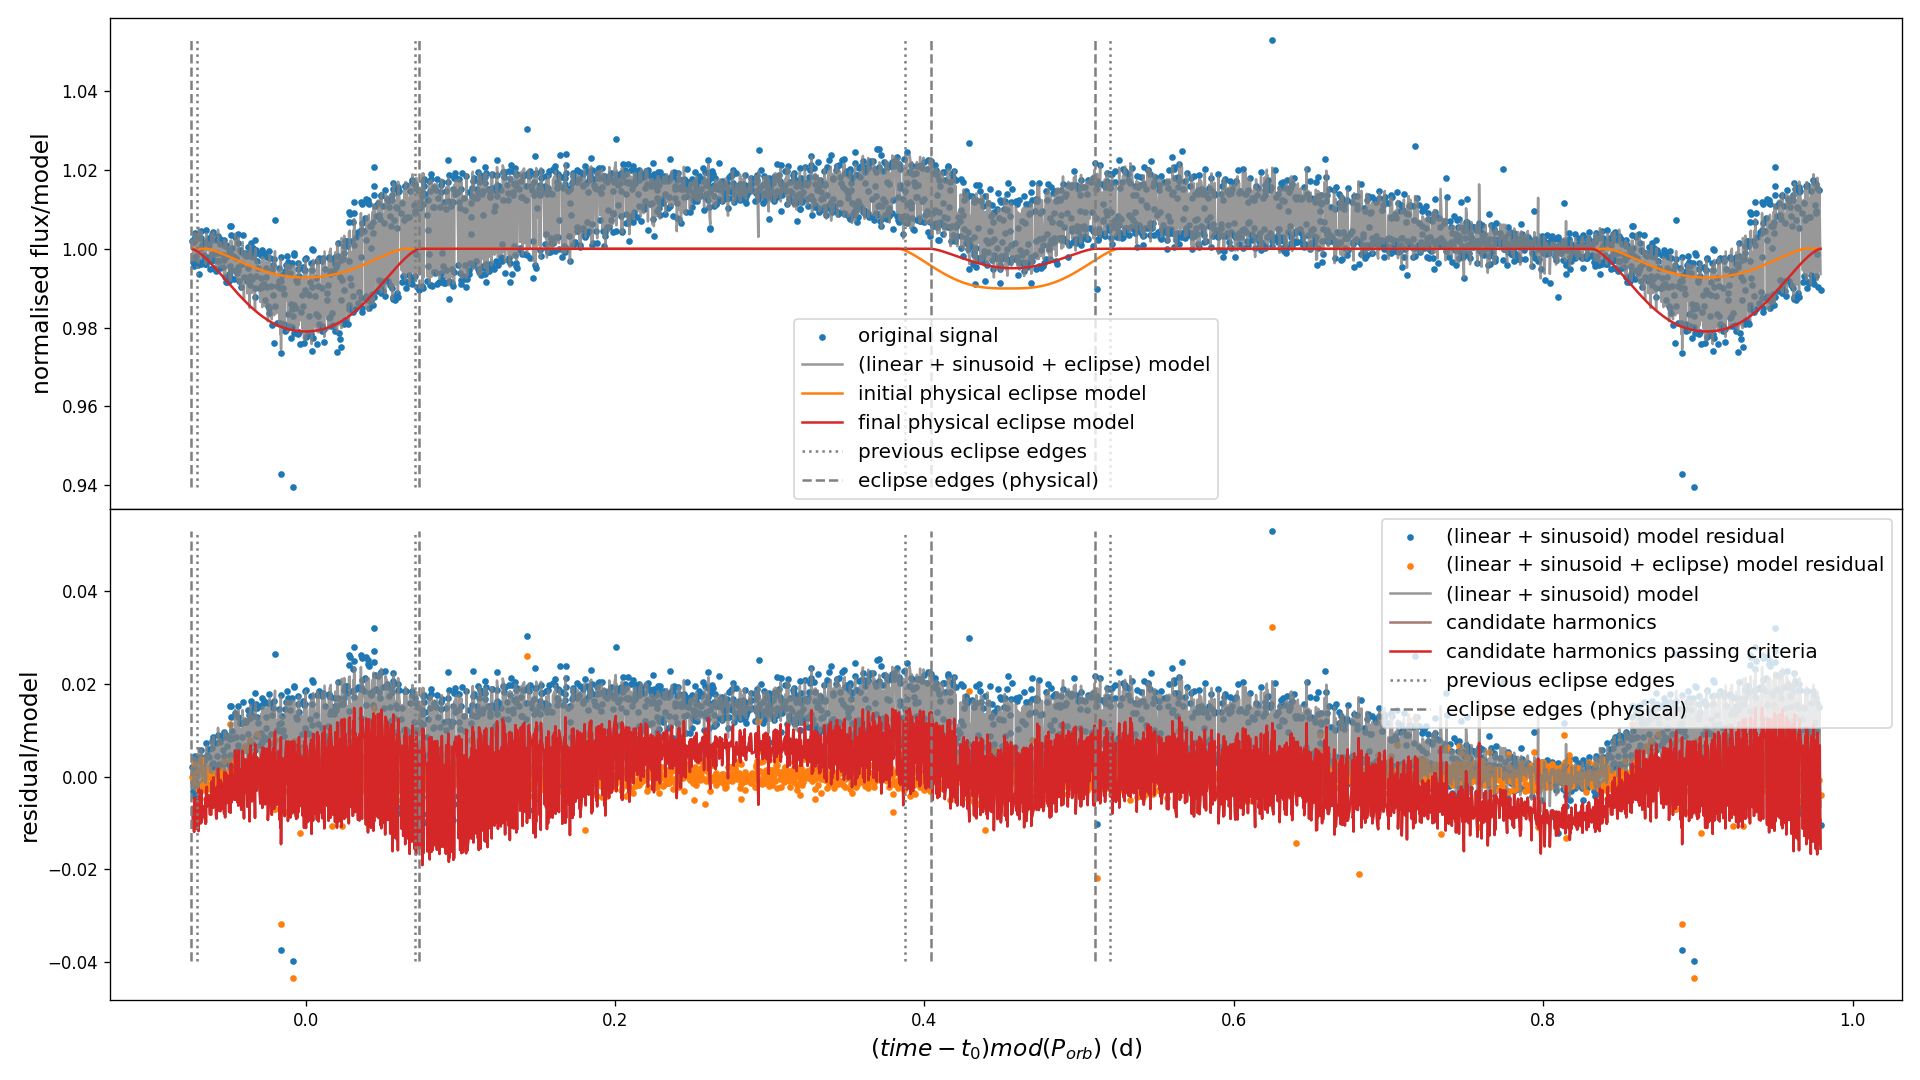 normalised flux/model
1.04
1.02
1.00
0.98
0.96
0.94
original signal
(linear + sinusoid + eclipse) model
initial physical eclipse model
final physical eclipse model
previous eclipse edges
eclipse edges (physical)
residual/model
0.04
0.02
0.00
−0.02
−0.04
(linear + sinusoid) model residual
(linear + sinusoid + eclipse) model residual
(linear + sinusoid) model
candidate harmonics
candidate harmonics passing criteria
previous eclipse edges
eclipse edges (physical)
0.0 0.2 0.4 0.6 0.8 1.0
(time − t₀)mod(P_orb) (d)